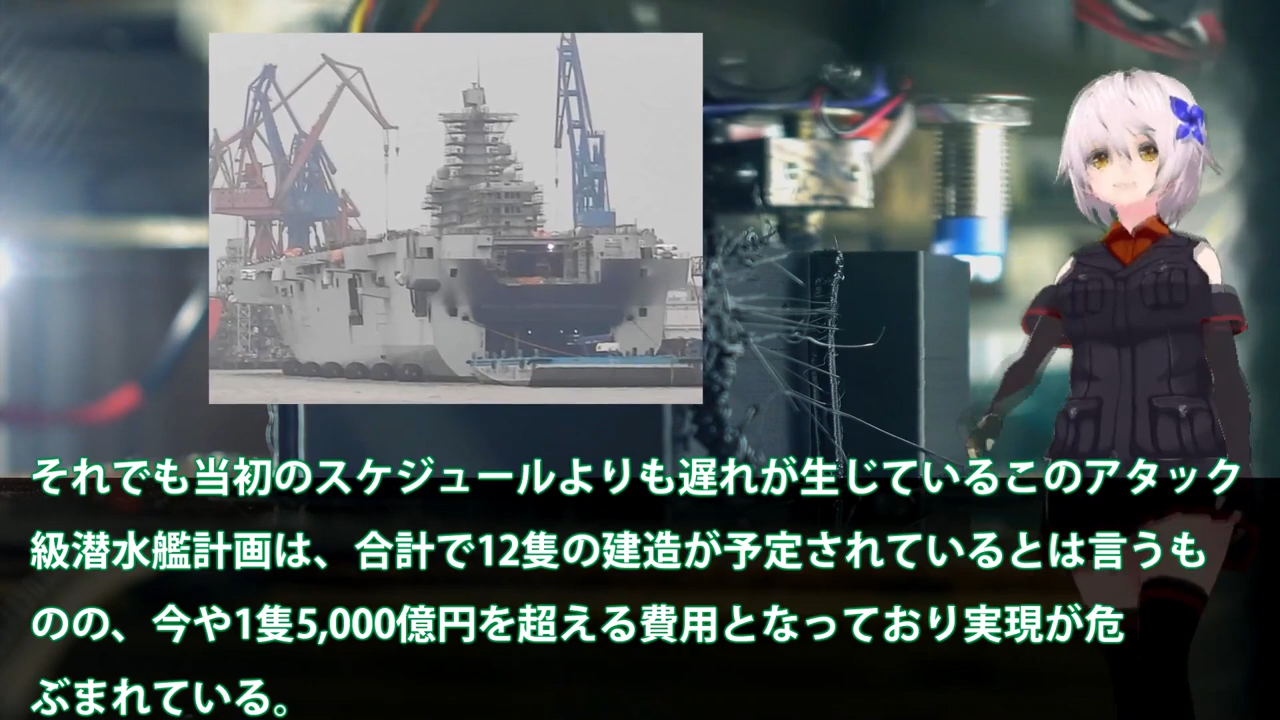 それでも当初のスケジュールよりも遅れが生じているこのアタック
級潜水艦計画は、合計で12隻の建造が予定されているとは言うも
のの、今や1隻5,000億円を超える費用となっており実現が危
ぶまれている。